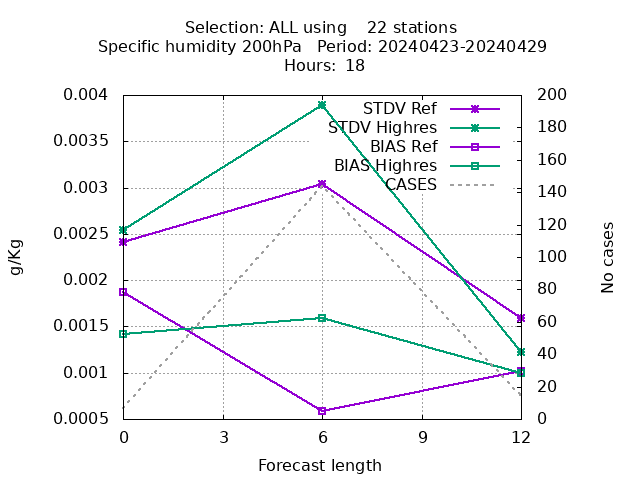 Selection: ALL using    22 stations
Specific humidity 200hPa   Period: 20240423-20240429
Hours: 18
0.004
0.0035
0.003
0.0025
0.002
0.0015
0.001
0.0005
g/Kg
STDV Ref
STDV Highres
BIAS Ref
BIAS Highres
CASES
200
180
160
140
120
100
80
60
40
20
0
No cases
0 3 6 9 12
Forecast length